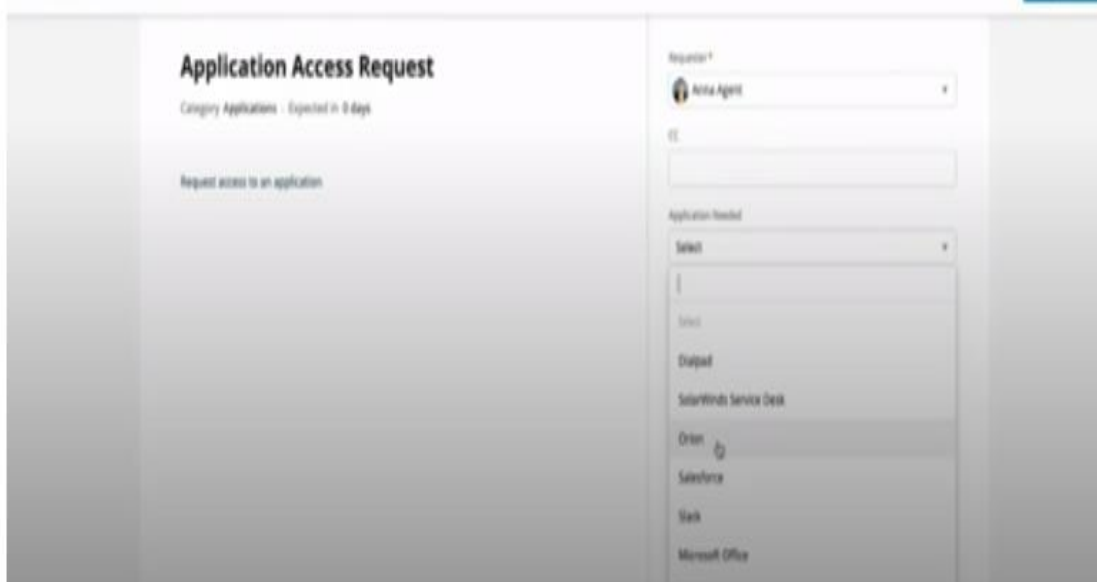 Application Access Request
Category Applications · Expected in 0 days
Request access to an application
Requester *
Anna Agent
CC
Application Needed
Select
Select
Dialpad
SolarWinds Service Desk
Orion
Salesforce
Slack
Microsoft Office